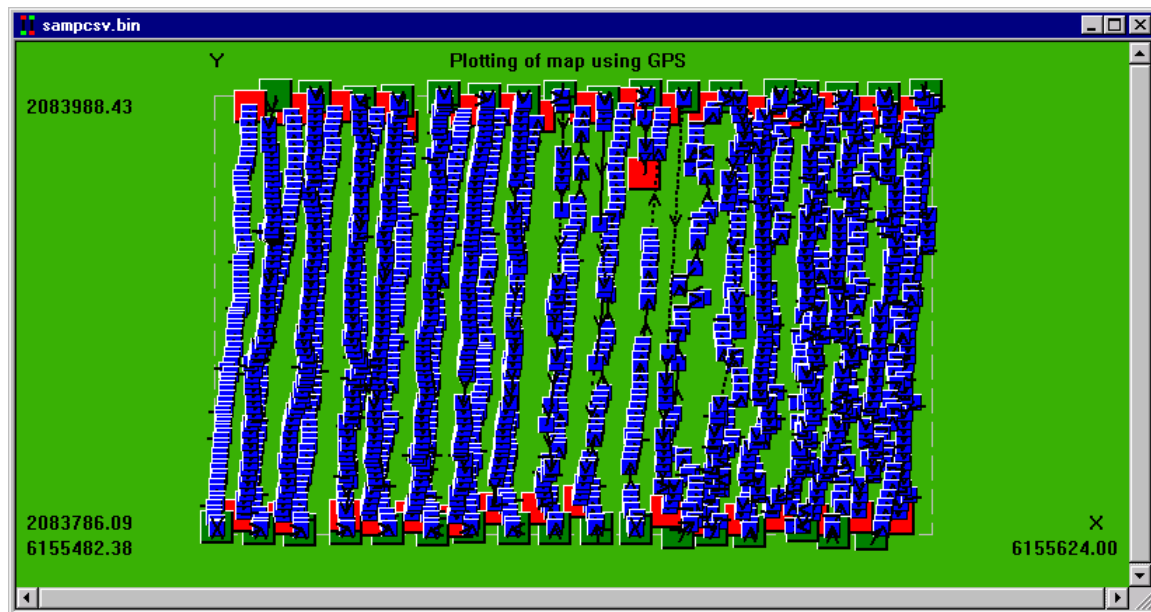 sampcsv.bin
Y
Plotting of map using GPS
2083988.43
2083786.09
X
6155482.38
6155624.00